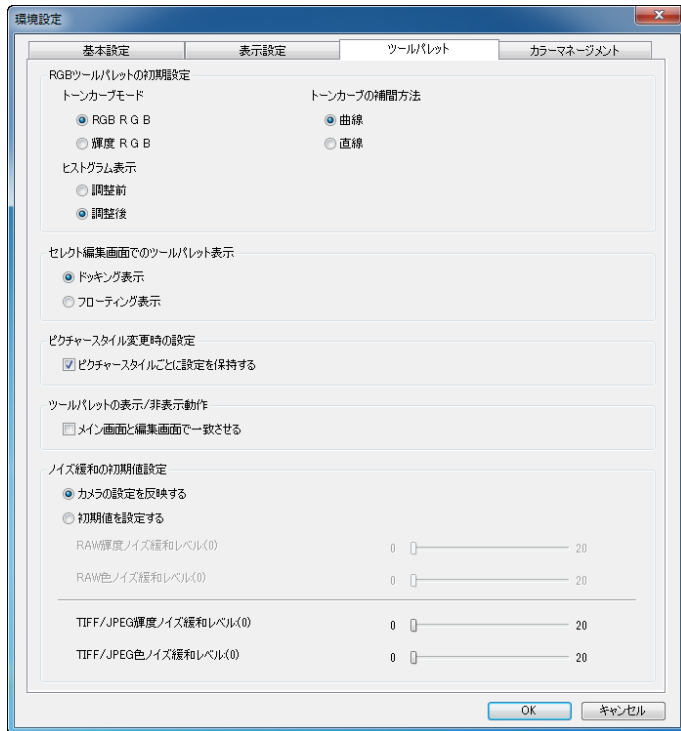 環境設定
基本設定 表示設定 ツールパレット カラーマネージメント
RGBツールパレットの初期設定
トーンカーブモード トーンカーブの補間方法
RGB R G B 曲線
輝度 R G B 直線
ヒストグラム表示
調整前
調整後
セレクト編集画面でのツールパレット表示
ドッキング表示
フローティング表示
ピクチャースタイル変更時の設定
ピクチャースタイルごとに設定を保持する
ツールパレットの表示/非表示動作
メイン画面と編集画面で一致させる
ノイズ緩和の初期値設定
カメラの設定を反映する
初期値を設定する
RAW輝度ノイズ緩和レベル:(0) 0 20
RAW色ノイズ緩和レベル:(0) 0 20
TIFF/JPEG輝度ノイズ緩和レベル:(0) 0 20
TIFF/JPEG色ノイズ緩和レベル:(0) 0 20
OK キャンセル